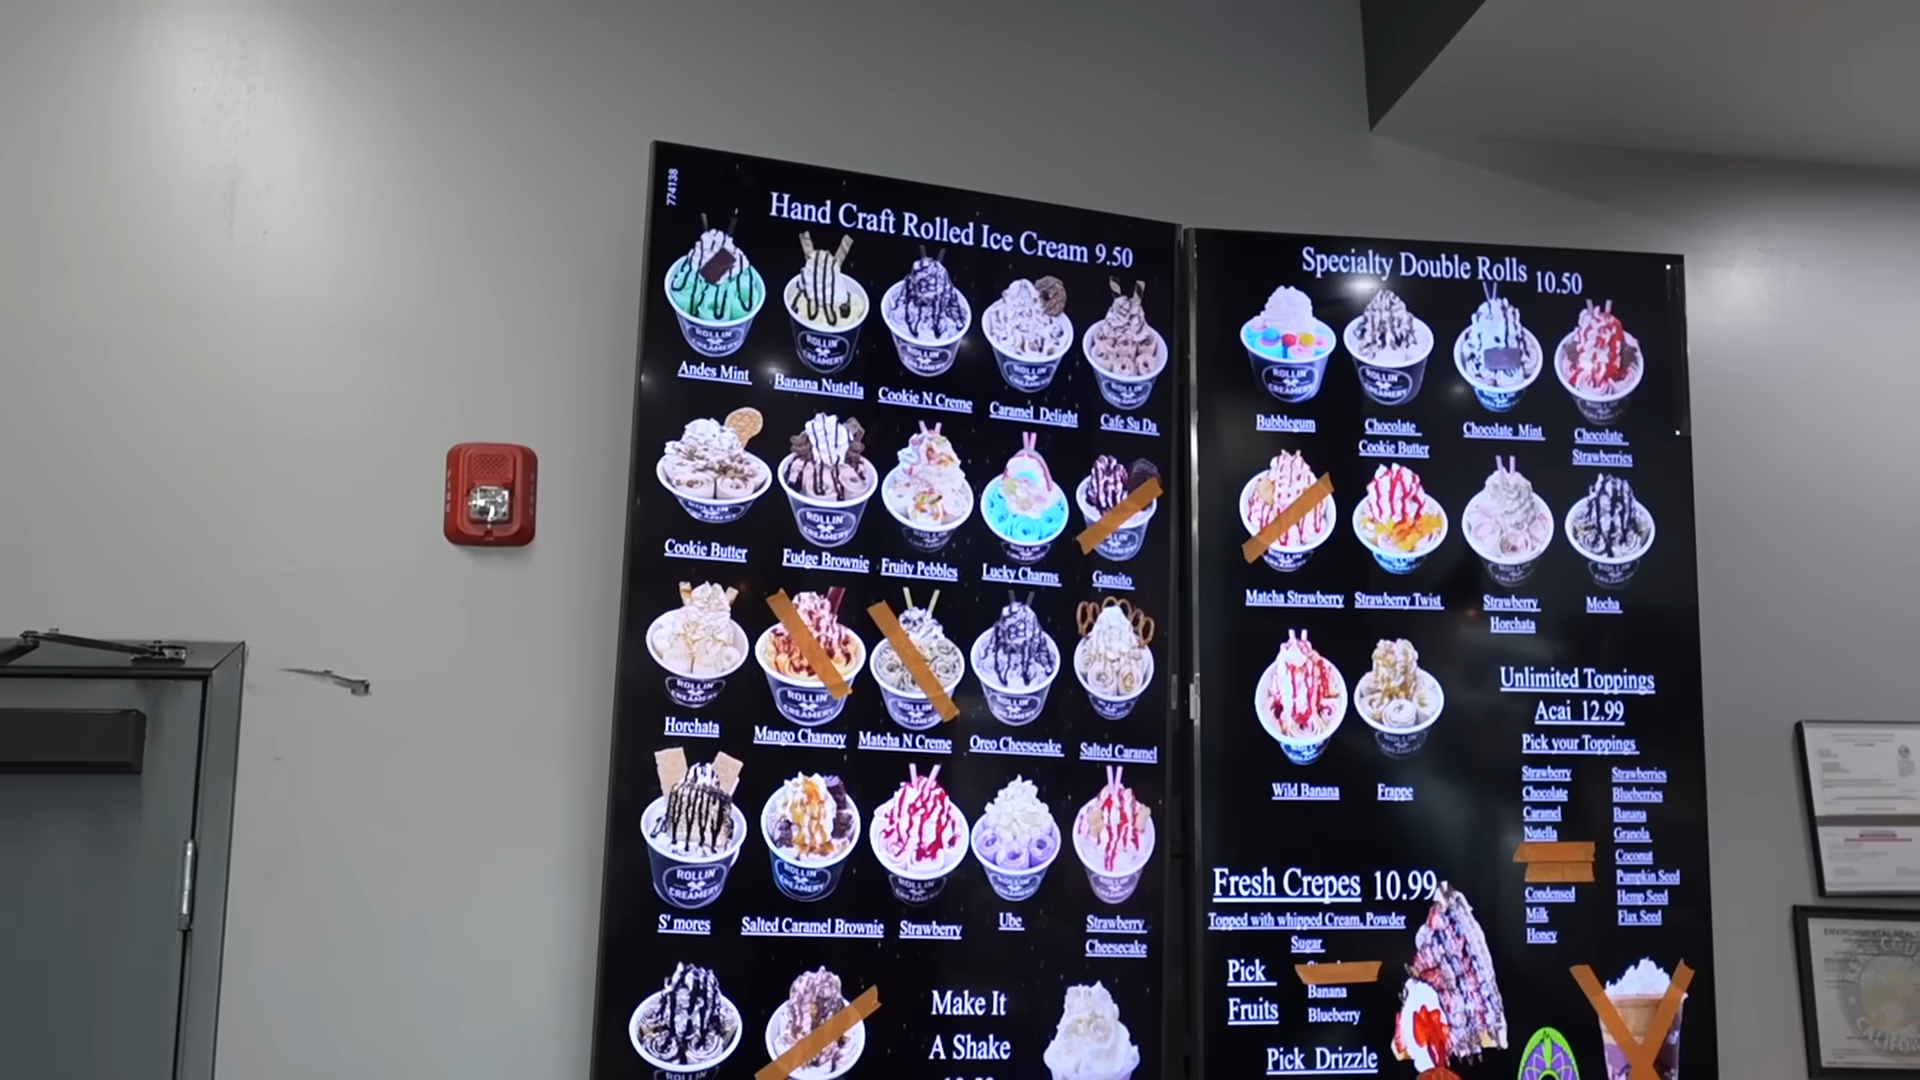 774138
Hand Craft Rolled Ice Cream 9.50
Andes Mint
Banana Nutella
Cookie N Creme
Caramel Delight
Cafe Su Da
Cookie Butter
Fudge Brownie
Fruity Pebbles
Lucky Charms
Gansito
Horchata
Mango Chamoy
Matcha N Creme
Oreo Cheesecake
Salted Caramel
S'mores
Salted Caramel Brownie
Strawberry
Ube
Strawberry
Cheesecake
Make It
A Shake
Specialty Double Rolls 10.50
Bubblegum
Chocolate
Cookie Butter
Chocolate Mint
Chocolate
Strawberries
Matcha Strawberry
Strawberry Twist
Strawberry
Horchata
Mocha
Wild Banana
Frappe
Unlimited Toppings
Acai 12.99
Pick your Toppings
Strawberry
Chocolate
Caramel
Nutella
Condensed
Milk
Honey
Strawberries
Blueberries
Banana
Granola
Coconut
Pumpkin Seed
Hemp Seed
Flax Seed
Fresh Crepes 10.99
Topped with whipped Cream, Powder
Sugar
Pick
Fruits
Banana
Blueberry
Pick Drizzle
ROLLIN'
CREAMERY